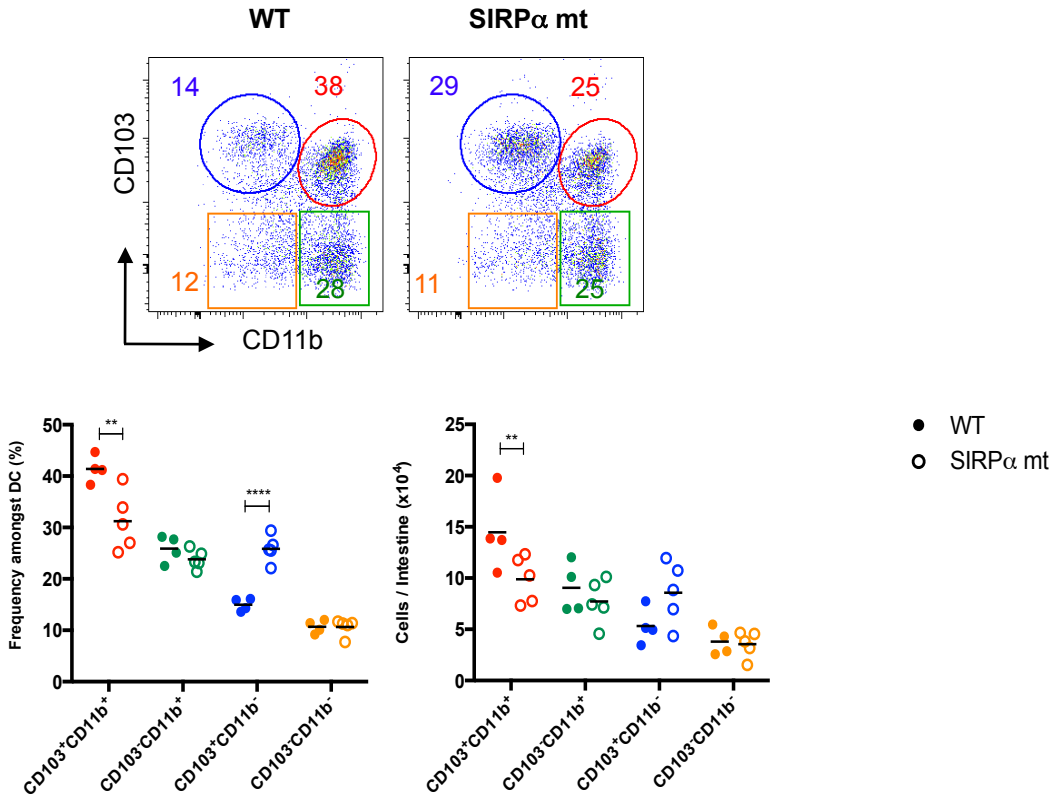 WT
SIRPα mt
14
38
12
28
29
25
11
25
CD103
CD11b
Frequency amongst DC (%)
50
40
30
20
10
0
**
****
CD103⁺CD11b⁺
CD103⁻CD11b⁺
CD103⁺CD11b⁻
CD103⁻CD11b⁻
Cells / Intestine (x10⁴)
25
20
15
10
5
0
**
CD103⁺CD11b⁺
CD103⁻CD11b⁺
CD103⁺CD11b⁻
CD103⁻CD11b⁻
WT
SIRPα mt